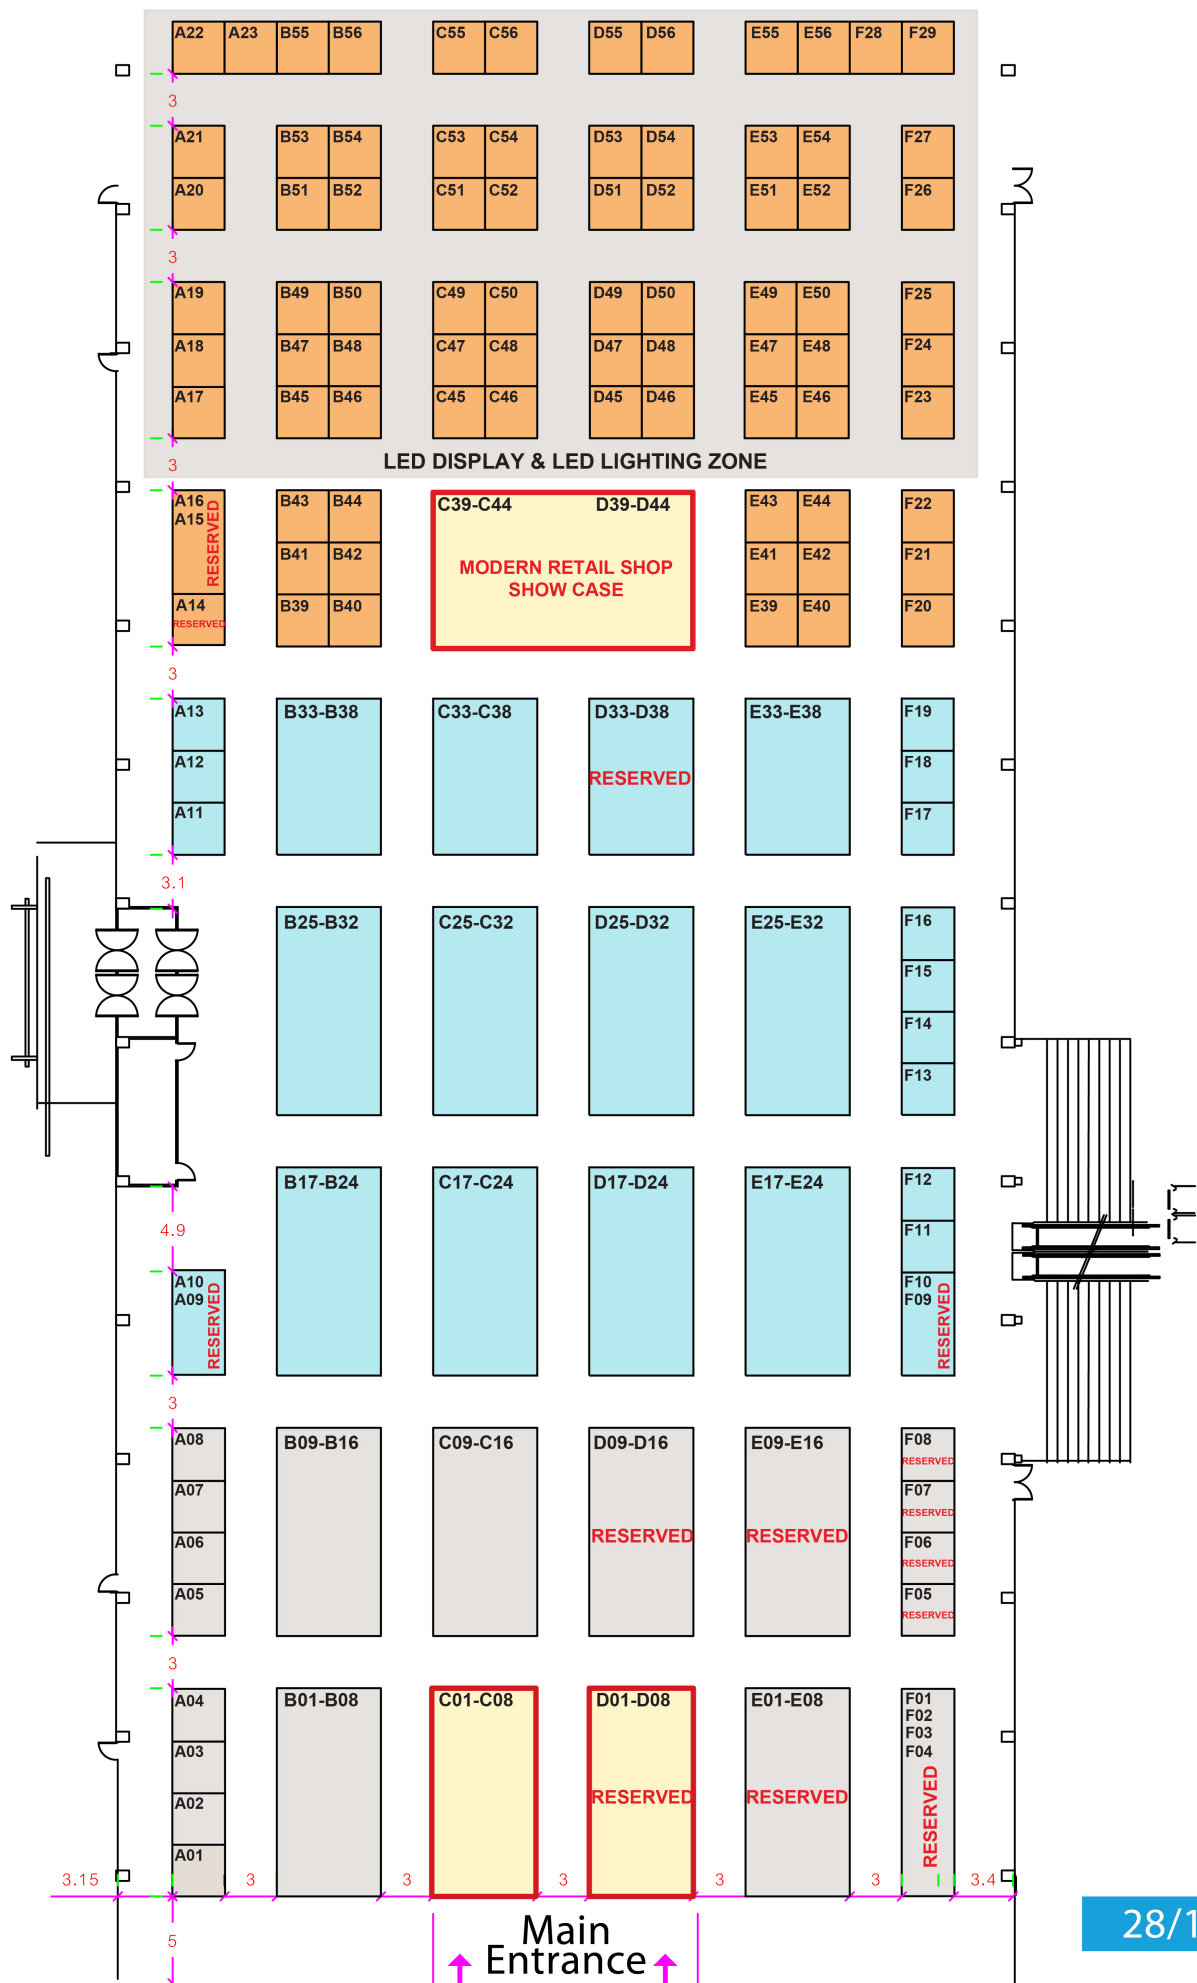 A22 A23 B55 B56 C55 C56 D55 D56 E55 E56 F28 F29
3
A21 B53 B54 C53 C54 D53 D54 E53 E54 F27
A20 B51 B52 C51 C52 D51 D52 E51 E52 F26
3
A19 B49 B50 C49 C50 D49 D50 E49 E50 F25
A18 B47 B48 C47 C48 D47 D48 E47 E48 F24
A17 B45 B46 C45 C46 D45 D46 E45 E46 F23
LED DISPLAY & LED LIGHTING ZONE
3
A16 B43 B44 C39-C44 D39-D44 E43 E44 F22
A15
RESERVED
B41 B42 E41 E42 F21
MODERN RETAIL SHOP
SHOW CASE
A14 B39 B40 E39 E40 F20
RESERVED
3
A13 B33-B38 C33-C38 D33-D38 E33-E38 F19
A12 F18
RESERVED
A11 F17
3.1
B25-B32 C25-C32 D25-D32 E25-E32 F16
F15
F14
F13
B17-B24 C17-C24 D17-D24 E17-E24 F12
4.9 F11
A10 F10
A09 F09
RESERVED RESERVED
3
A08 B09-B16 C09-C16 D09-D16 E09-E16 F08
RESERVED
A07 F07
RESERVED
RESERVED RESERVED
A06 F06
RESERVED
A05 F05
RESERVED
3
A04 B01-B08 C01-C08 D01-D08 E01-E08 F01
F02
F03
A03 F04
A02 RESERVED RESERVED RESERVED
A01
3.15 3 3 3 3 3 3.4
5
Main
Entrance
28/1